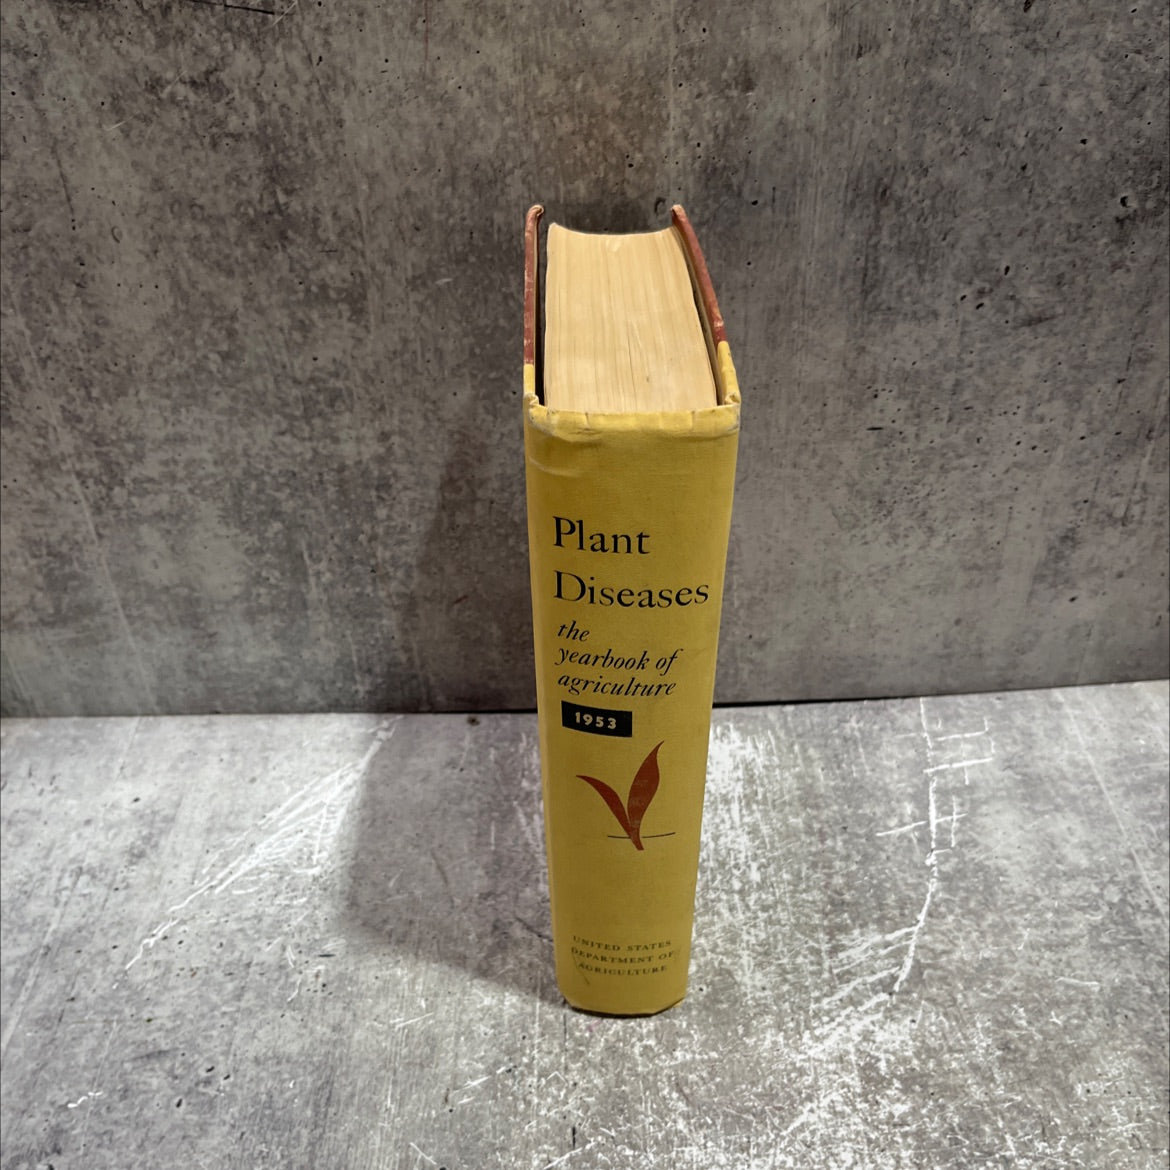 Plant
Diseases
the
yearbook of
agriculture
1953
UNITED STATES
DEPARTMENT OF
AGRICULTURE